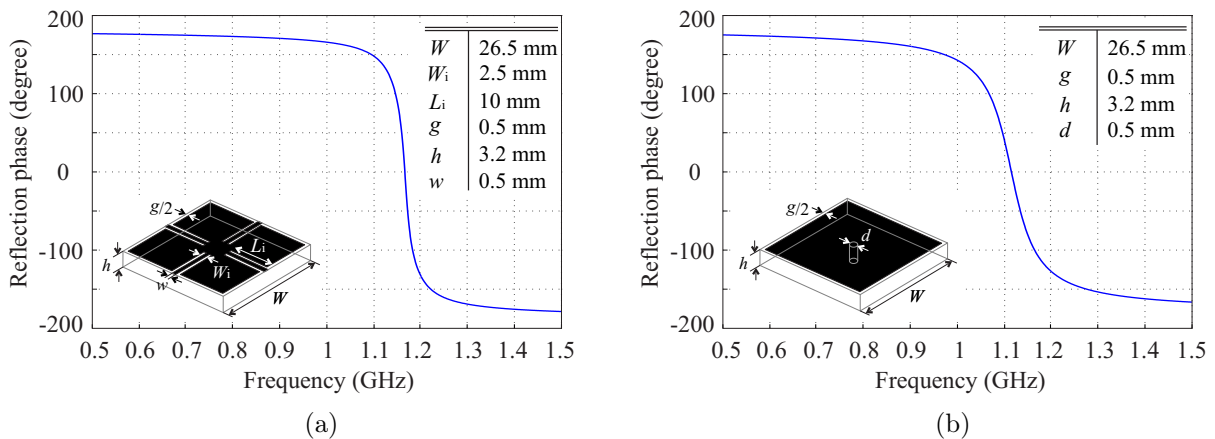 200
100
0
-100
-200
Reflection phase (degree)
0.5 0.6 0.7 0.8 0.9 1 1.1 1.2 1.3 1.4 1.5
Frequency (GHz)
W 26.5 mm
Wi 2.5 mm
Li 10 mm
g 0.5 mm
h 3.2 mm
w 0.5 mm
g/2
Li
h
Wi
w
W
(a)
200
100
0
-100
-200
Reflection phase (degree)
0.5 0.6 0.7 0.8 0.9 1 1.1 1.2 1.3 1.4 1.5
Frequency (GHz)
W 26.5 mm
g 0.5 mm
h 3.2 mm
d 0.5 mm
g/2
d
h
W
(b)